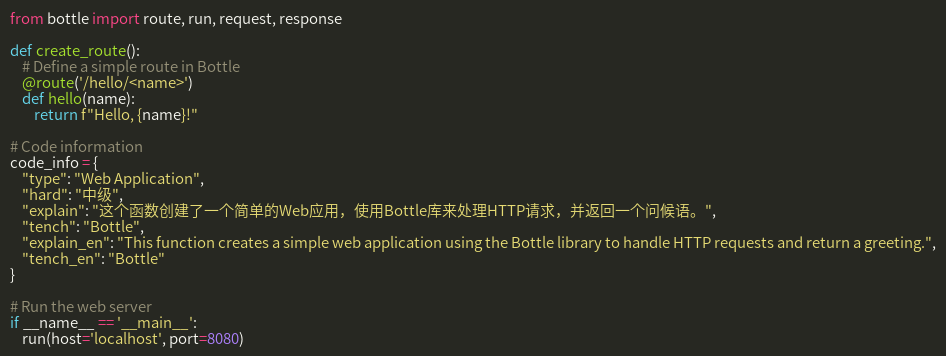 from bottle import route, run, request, response

def create_route():
    # Define a simple route in Bottle
    @route('/hello/<name>')
    def hello(name):
        return f"Hello, {name}!"

# Code information
code_info = {
    "type": "Web Application",
    "hard": "中级",
    "explain": "这个函数创建了一个简单的Web应用，使用Bottle库来处理HTTP请求，并返回一个问候语。",
    "tench": "Bottle",
    "explain_en": "This function creates a simple web application using the Bottle library to handle HTTP requests and return a greeting.",
    "tench_en": "Bottle"
}

# Run the web server
if __name__ == '__main__':
    run(host='localhost', port=8080)